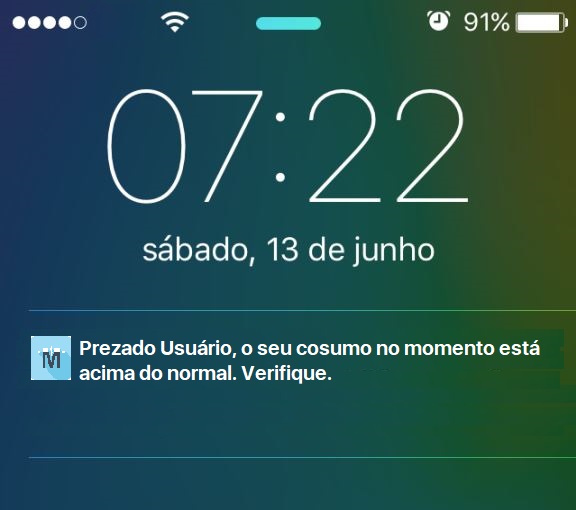 91%
07:22
sábado, 13 de junho
M
Prezado Usuário, o seu cosumo no momento está
acima do normal. Verifique.